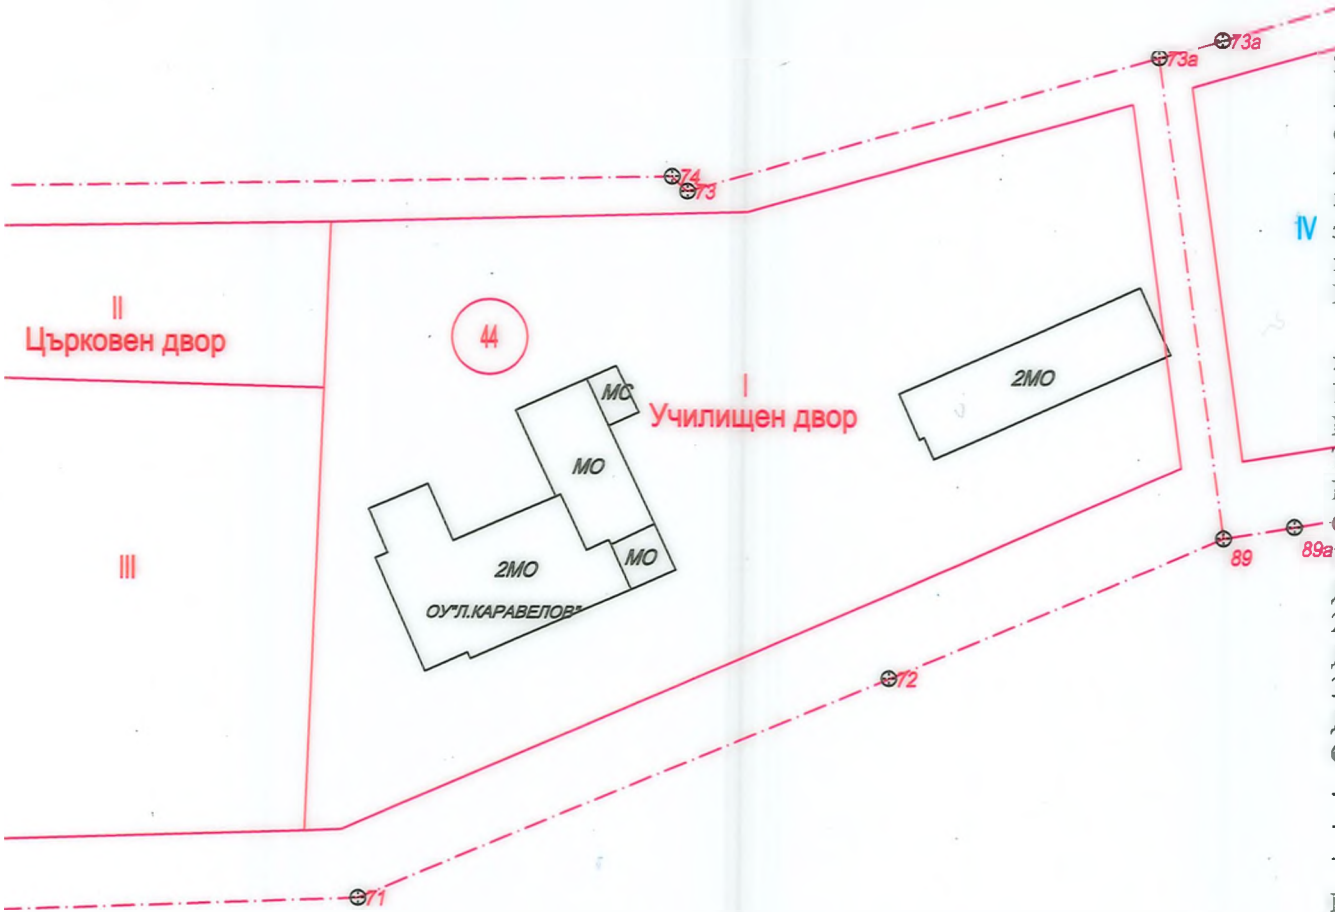 73а
73а
74
73
IV
II
Църковен двор
44
I
Училищен двор
МС
2МО
МО
III
2МО
МО
ОУ"Л.КАРАВЕЛОВ"
89
89а
72
71